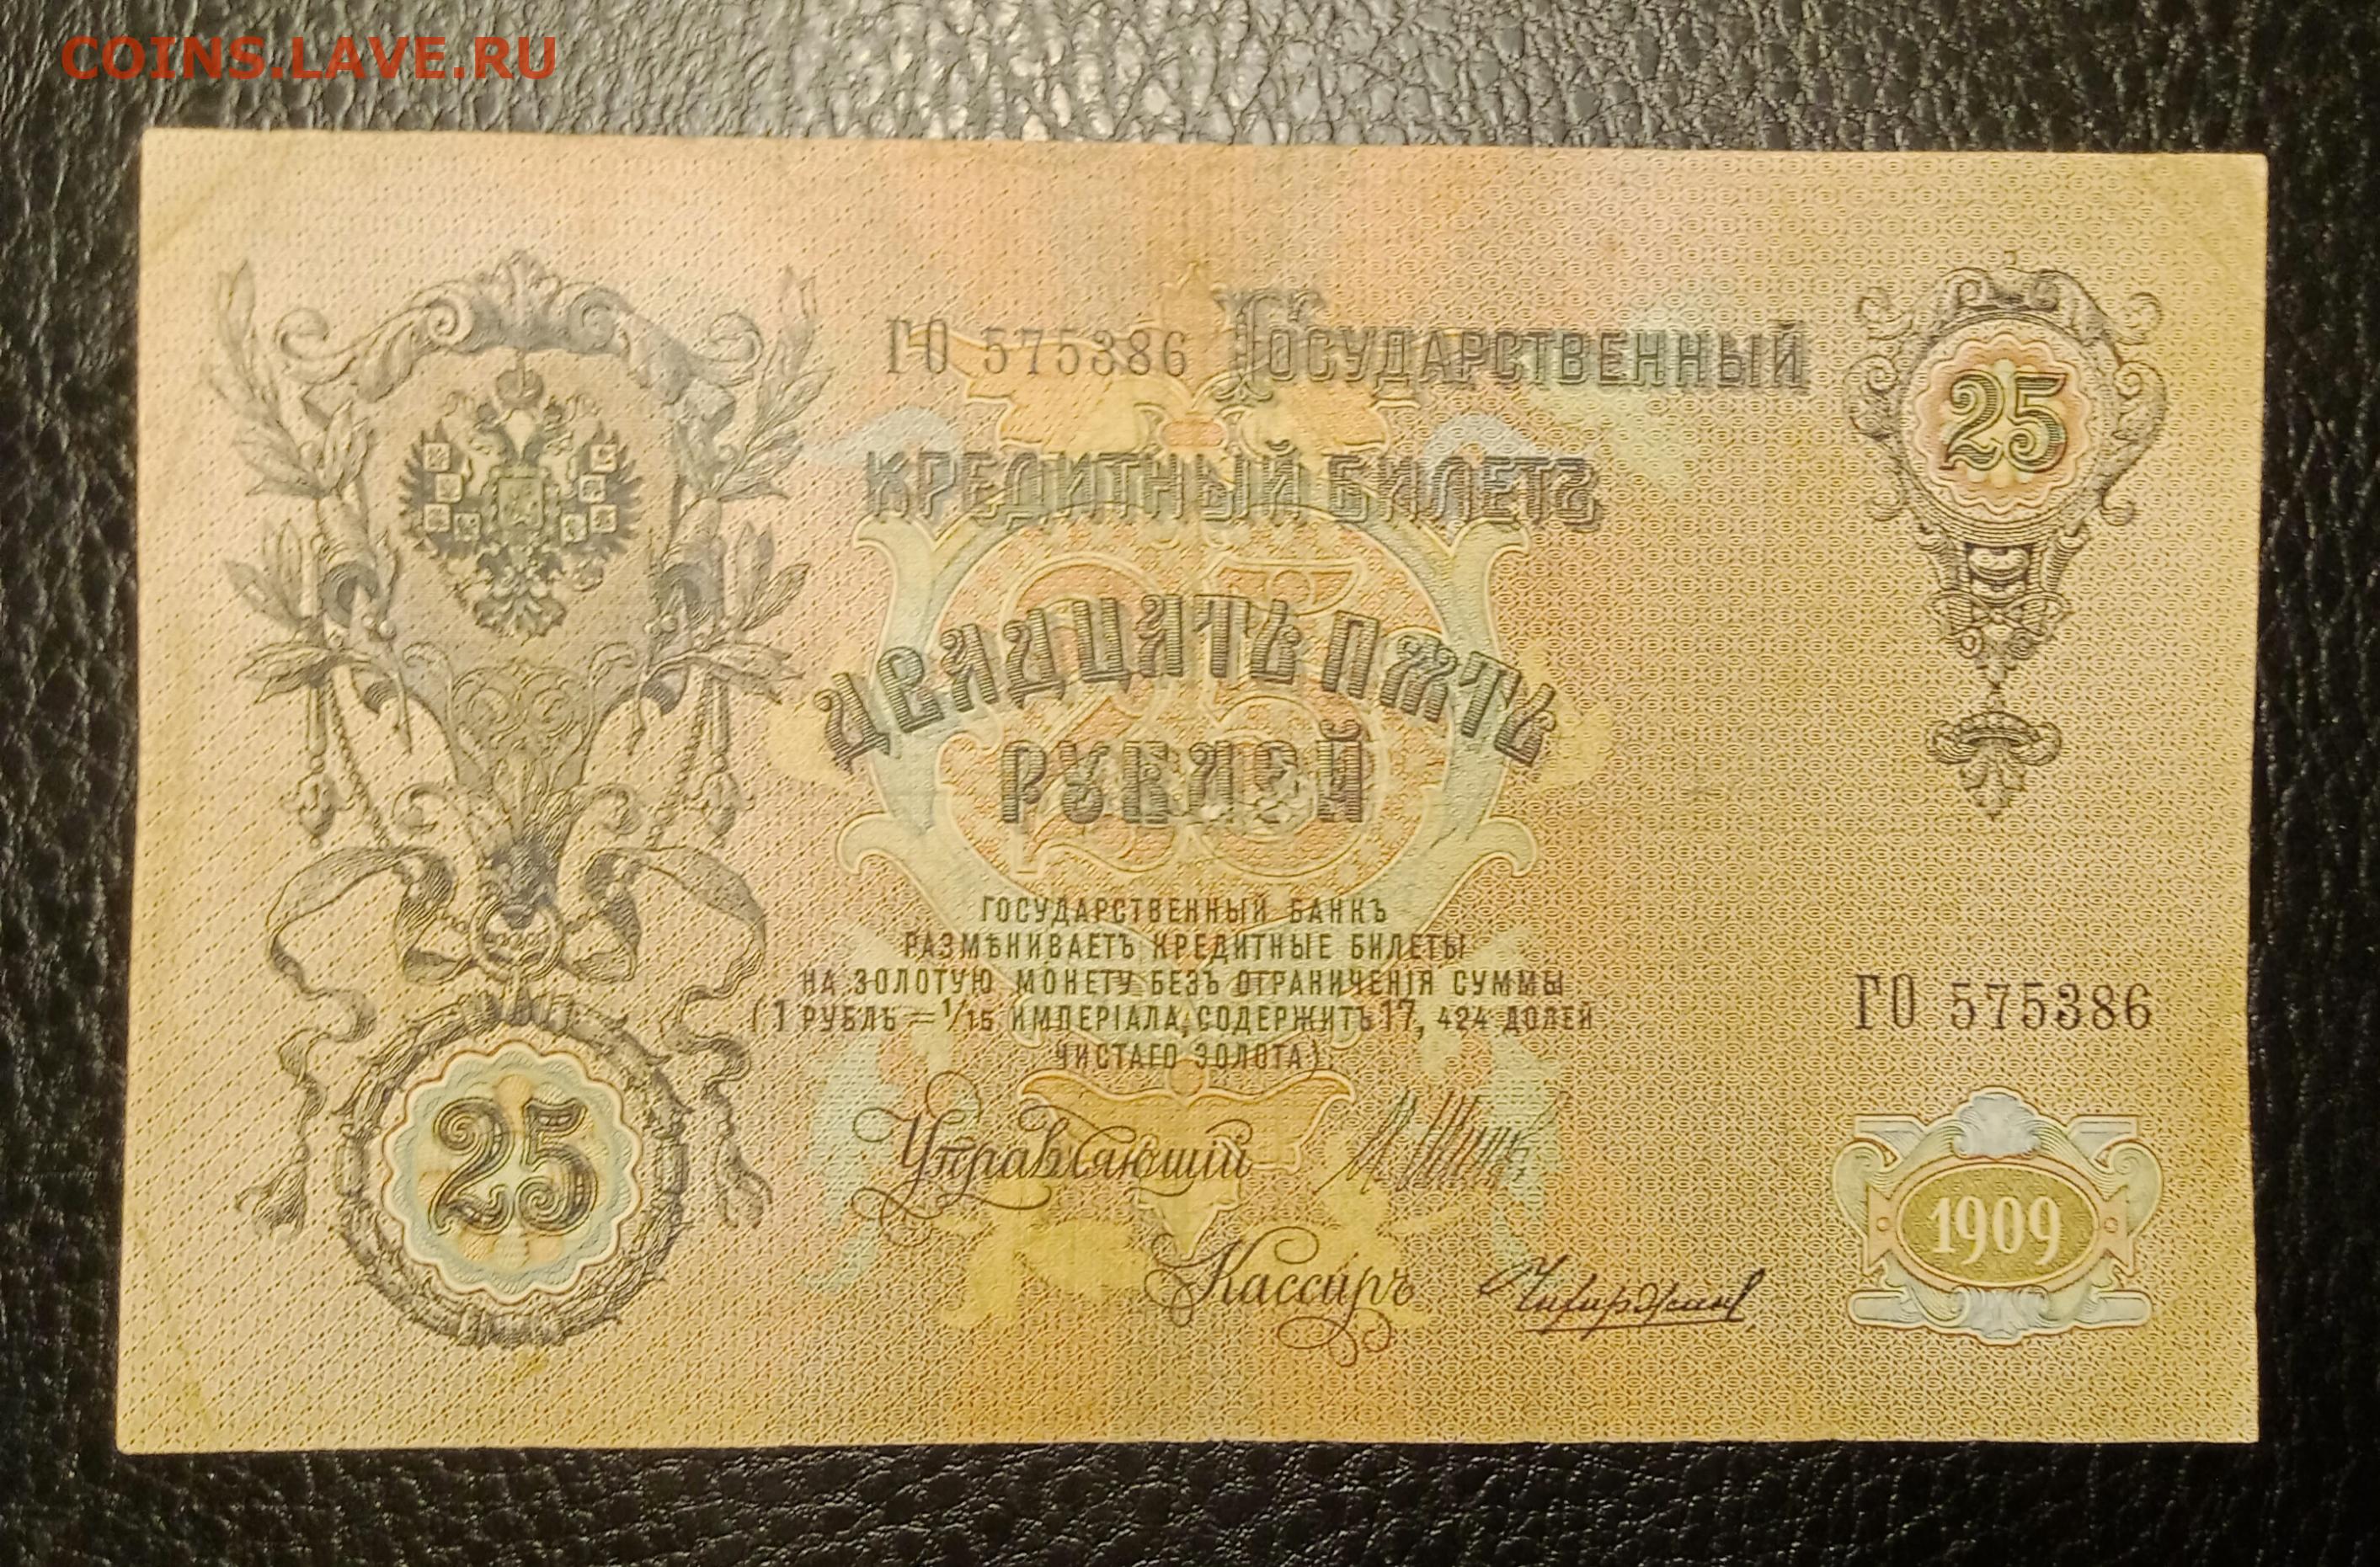 COINS.LAVE.RU
ГО 575386 ГОСУДАРСТВЕННЫЙ
25
КРЕДИТНЫЙ БИЛЕТЪ
25
ДВАДЦАТЬ ПЯТЬ
РУБЛЕЙ
ГОСУДАРСТВЕННЫЙ БАНКЪ
РАЗМѢНИВАЕТЪ КРЕДИТНЫЕ БИЛЕТЫ
НА ЗОЛОТУЮ МОНЕТУ БЕЗЪ ОГРАНИЧЕНІЯ СУММЫ
(1 РУБЛЬ = 1/15 ИМПЕРІАЛА, СОДЕРЖИТЪ 17, 424 ДОЛЕЙ
ЧИСТАГО ЗОЛОТА)
ГО 575386
25
Управляющій
Кассиръ
1909